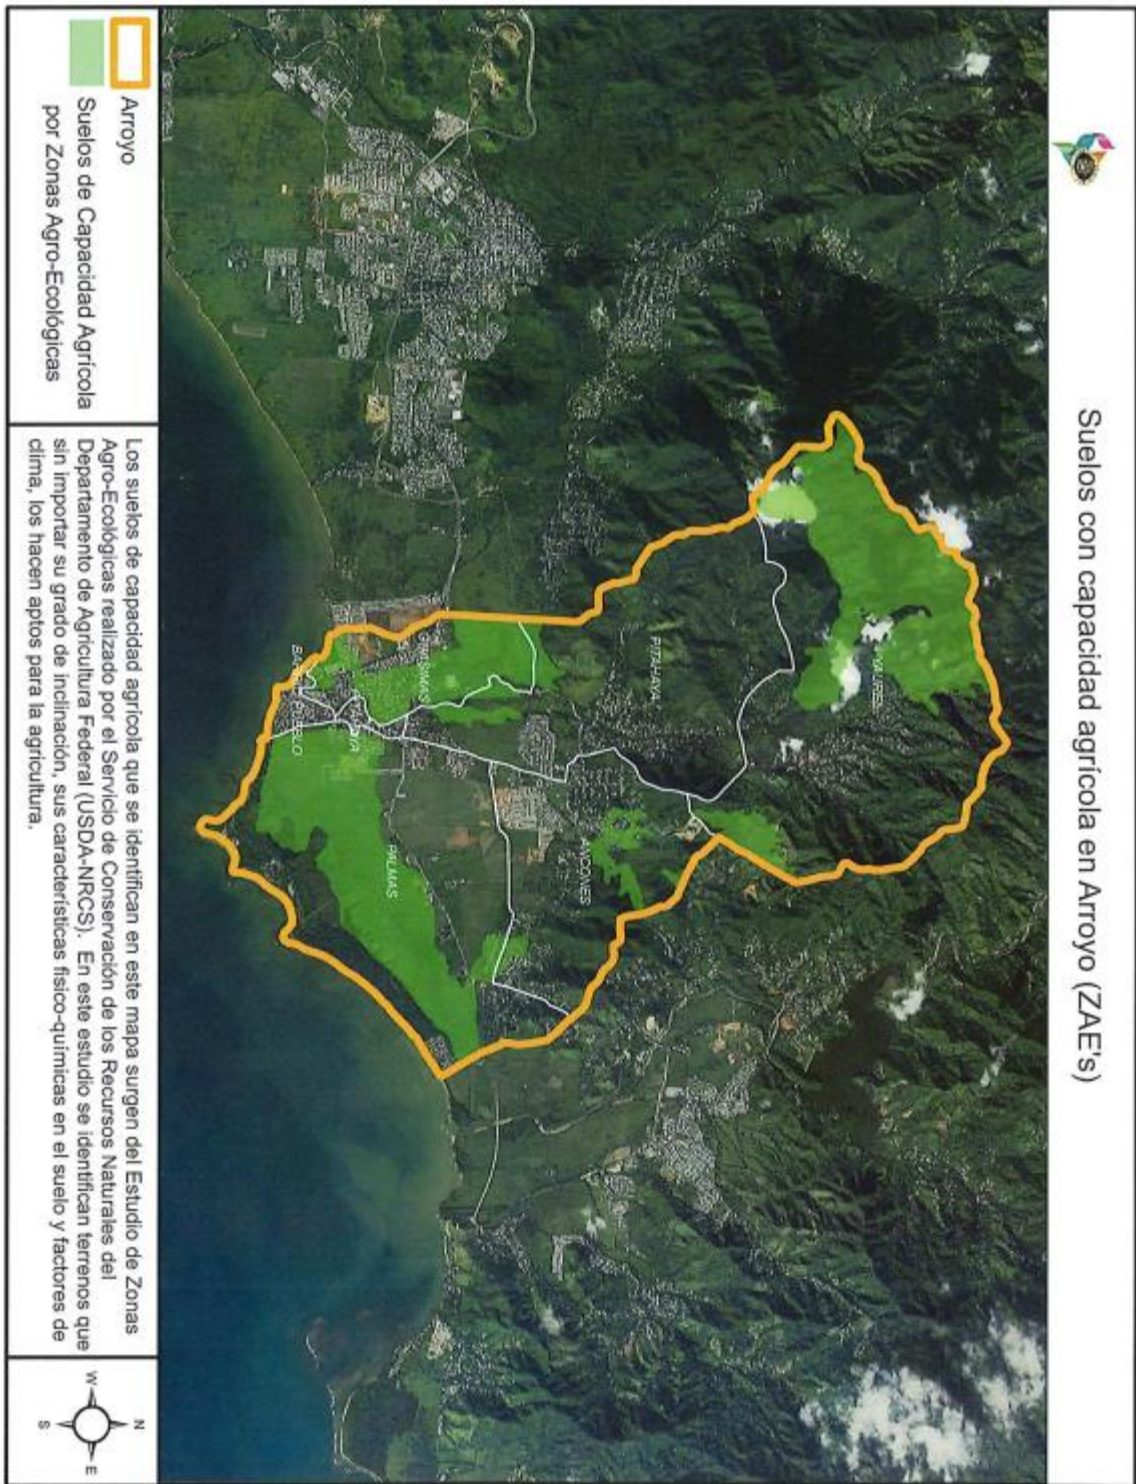 Suelos con capacidad agrícola en Arroyo (ZAE's)
PITAHAYA
ANCONES
PALMAS
Arroyo
Suelos de Capacidad Agrícola
por Zonas Agro-Ecológicas
Los suelos de capacidad agrícola que se identifican en este mapa surgen del Estudio de Zonas
Agro-Ecológicas realizado por el Servicio de Conservación de los Recursos Naturales del
Departamento de Agricultura Federal (USDA-NRCS). En este estudio se identifican terrenos que
sin importar su grado de inclinación, sus características físico-químicas en el suelo y factores de
clima, los hacen aptos para la agricultura.
N
W
E
S